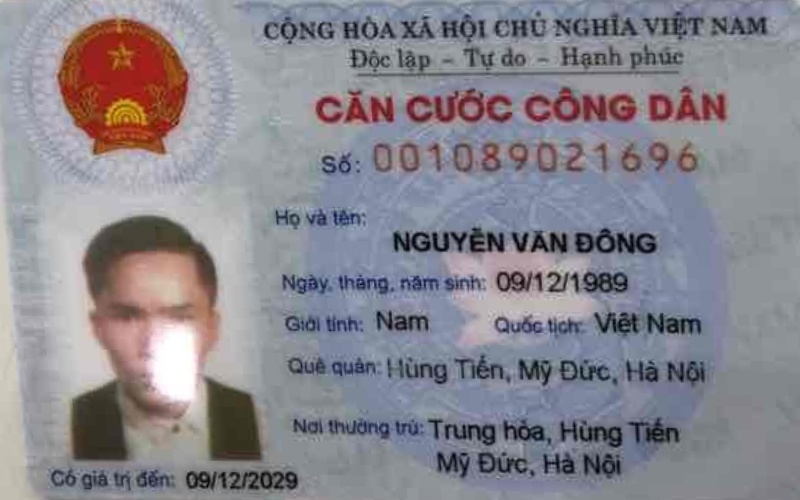 CỘNG HÒA XÃ HỘI CHỦ NGHĨA VIỆT NAM
Độc lập - Tự do - Hạnh phúc
CĂN CƯỚC CÔNG DÂN
Số: 001089021696
Họ và tên:
NGUYỄN VĂN ĐÔNG
Ngày, tháng, năm sinh: 09/12/1989
Giới tính: Nam Quốc tịch: Việt Nam
Quê quán: Hùng Tiến, Mỹ Đức, Hà Nội
Nơi thường trú: Trung hòa, Hùng Tiến
Mỹ Đức, Hà Nội
Có giá trị đến: 09/12/2029